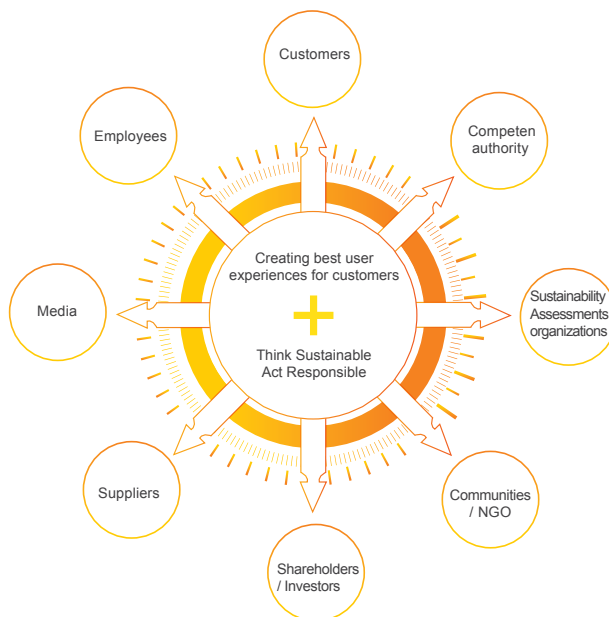 Customers
Employees
Competen
authority
Creating best user
experiences for customers
+
Think Sustainable
Act Responsible
Media
Sustainability
Assessments
organizations
Suppliers
Communities
/ NGO
Shareholders
/ Investors